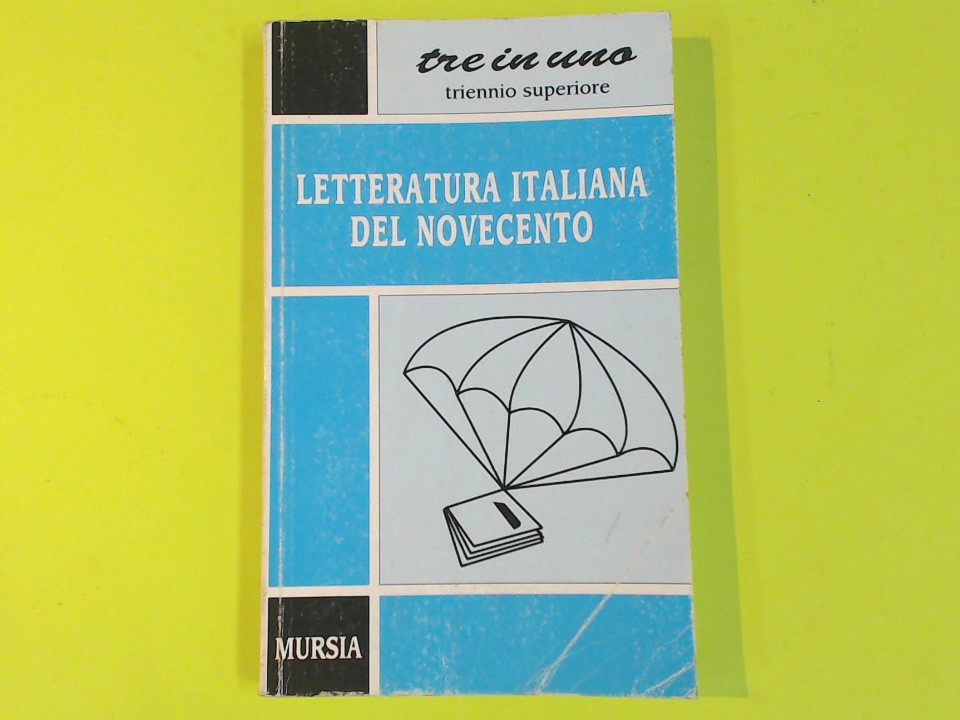 tre in uno
triennio superiore
LETTERATURA ITALIANA
DEL NOVECENTO
MURSIA